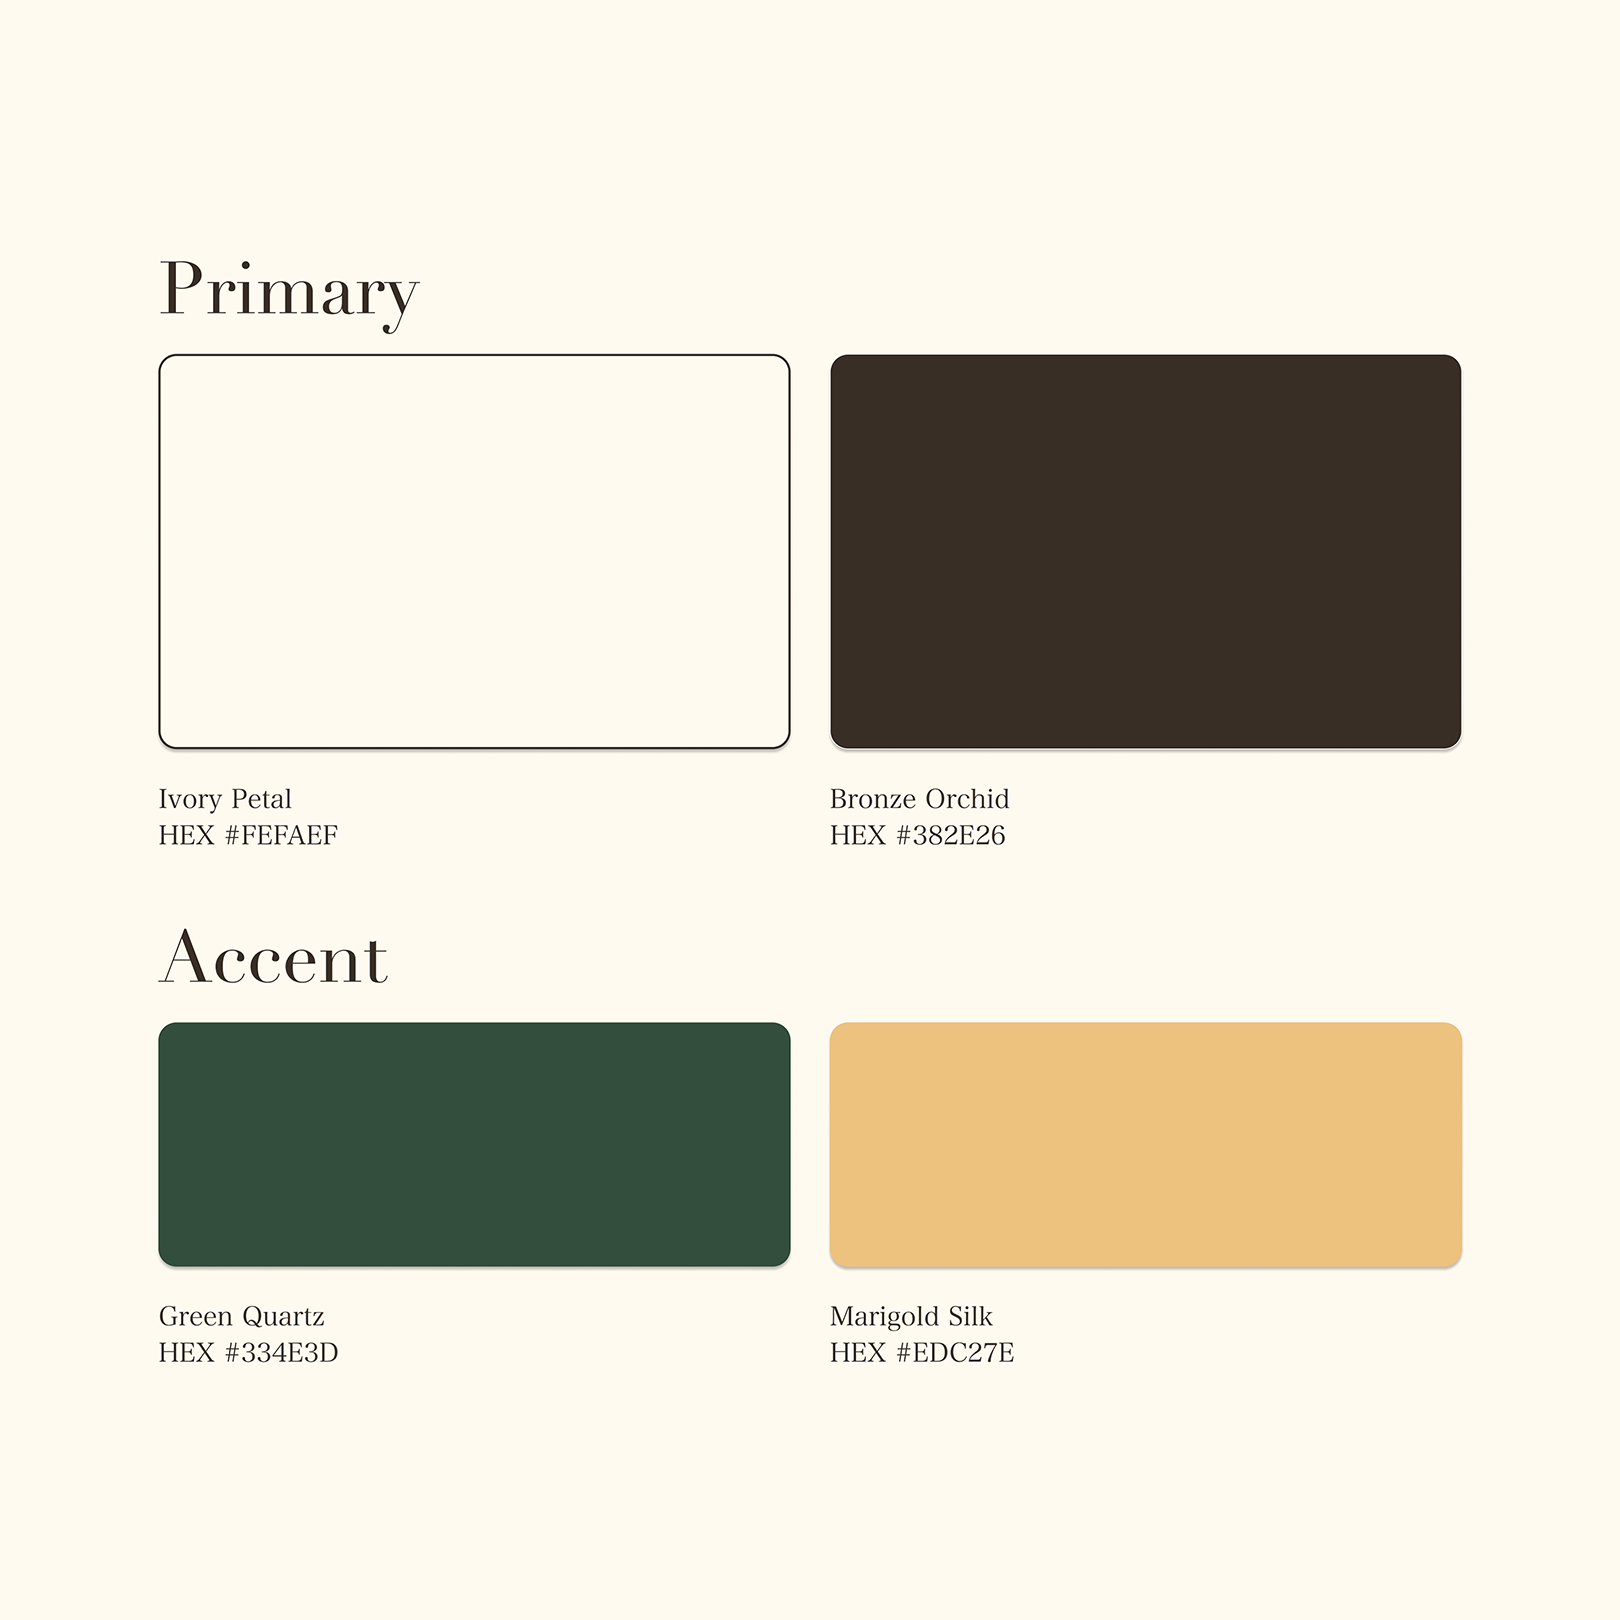 Primary
Ivory Petal
HEX #FEFAEF
Bronze Orchid
HEX #382E26
Accent
Green Quartz
HEX #334E3D
Marigold Silk
HEX #EDC27E